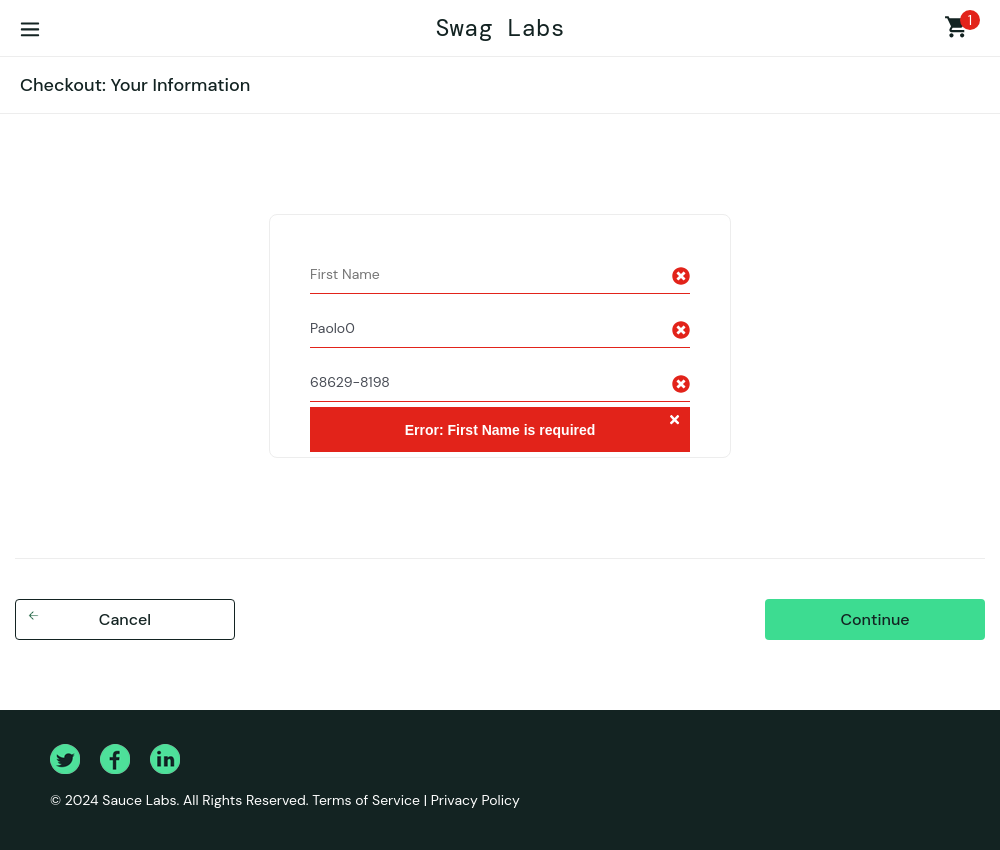 Swag Labs
1
Checkout: Your Information
First Name
Paolo0
68629-8198
Error: First Name is required
Cancel
Continue
© 2024 Sauce Labs. All Rights Reserved. Terms of Service | Privacy Policy